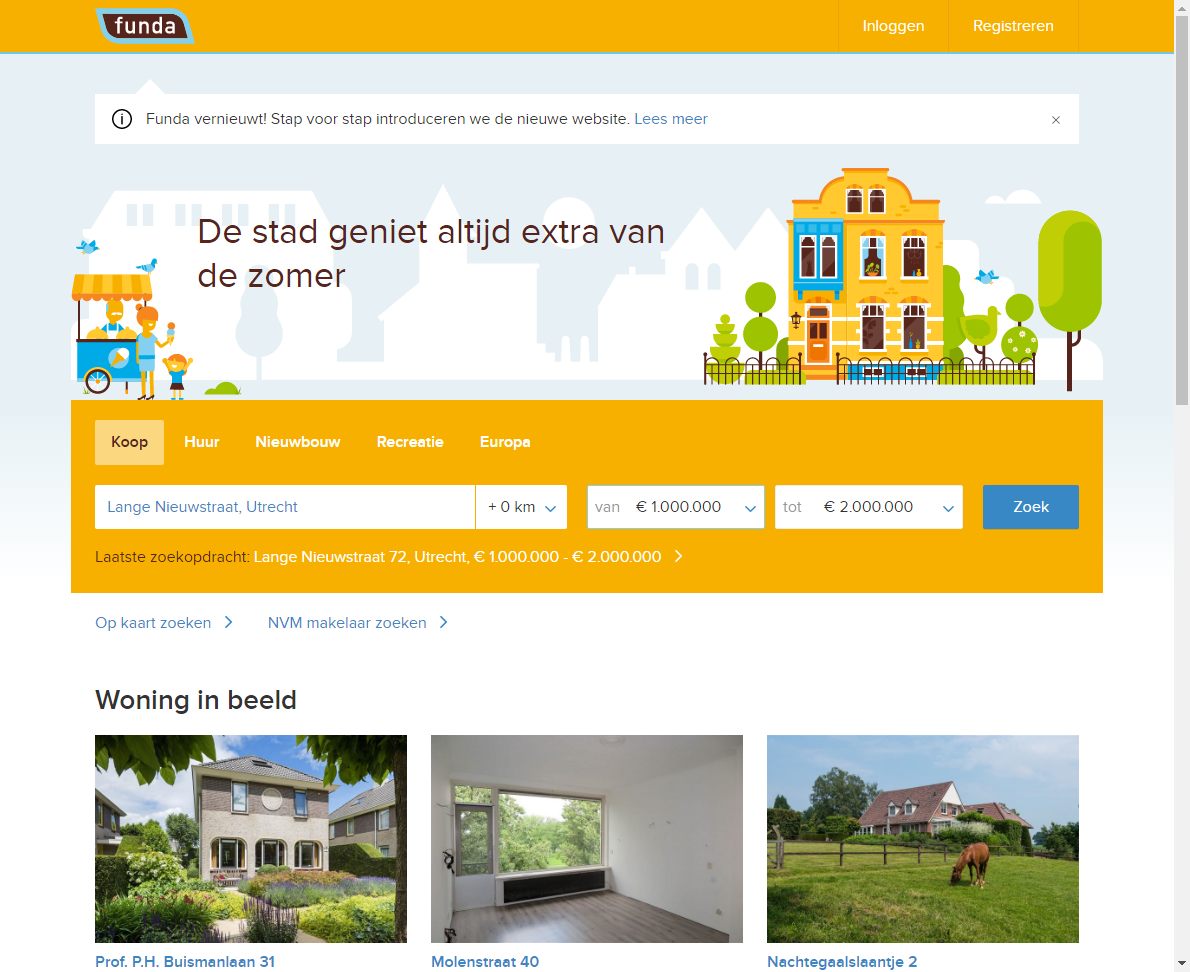 funda
Inloggen
Registreren
Funda vernieuwt! Stap voor stap introduceren we de nieuwe website. Lees meer
De stad geniet altijd extra van
de zomer
Koop
Huur
Nieuwbouw
Recreatie
Europa
Lange Nieuwstraat, Utrecht
+ 0 km
van € 1.000.000
tot € 2.000.000
Zoek
Laatste zoekopdracht: Lange Nieuwstraat 72, Utrecht, € 1.000.000 - € 2.000.000
Op kaart zoeken
NVM makelaar zoeken
Woning in beeld
Prof. P.H. Buismanlaan 31
Molenstraat 40
Nachtegaalslaantje 2